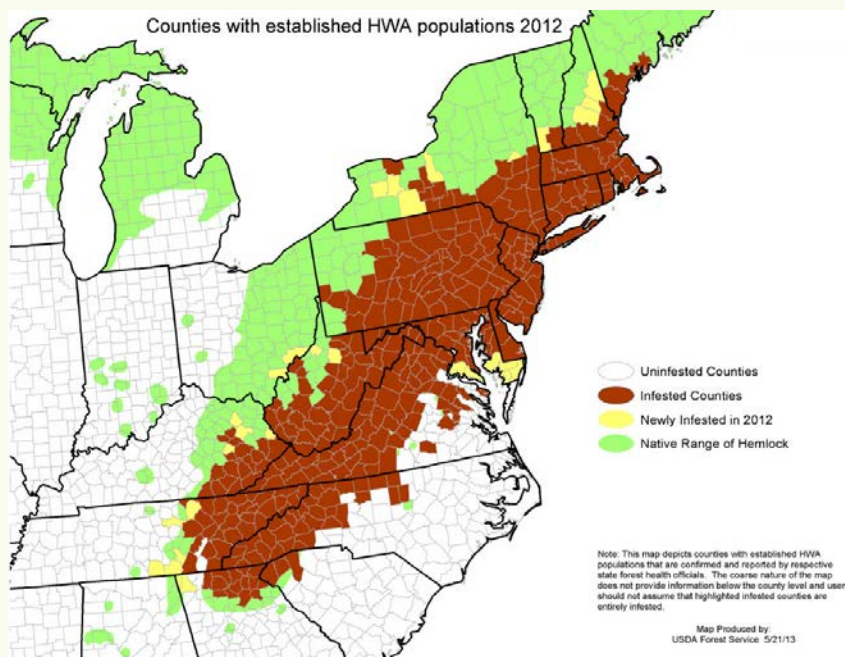 Counties with established HWA populations 2012
Uninfested Counties
Infested Counties
Newly Infested in 2012
Native Range of Hemlock
Note: This map depicts counties with established HWA
populations that are confirmed and reported by respective
state forest health officials. The coarse nature of the map
does not provide information below the county level and user
should not assume that highlighted infested counties are
entirely infested.
Map Produced by:
USDA Forest Service 5/21/13